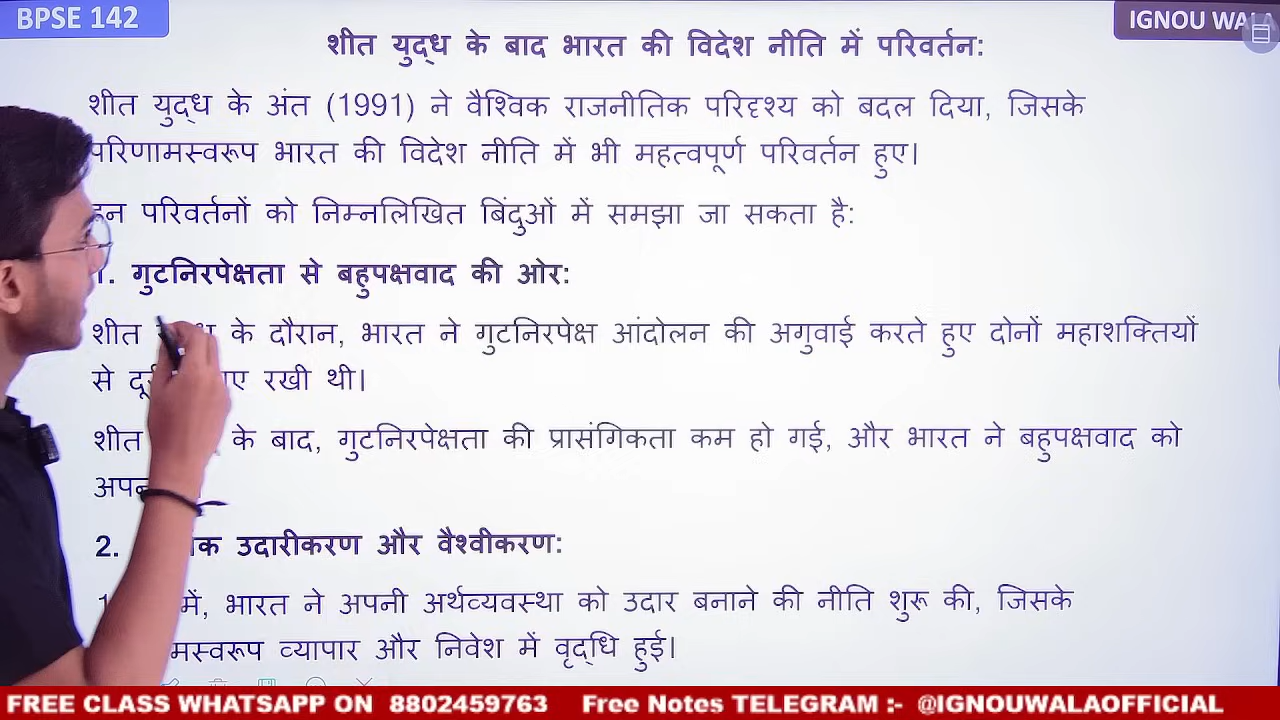 BPSE 142
IGNOU WALA
शीत युद्ध के बाद भारत की विदेश नीति में परिवर्तन:
शीत युद्ध के अंत (1991) ने वैश्विक राजनीतिक परिदृश्य को बदल दिया, जिसके
परिणामस्वरूप भारत की विदेश नीति में भी महत्वपूर्ण परिवर्तन हुए।
इन परिवर्तनों को निम्नलिखित बिंदुओं में समझा जा सकता है:
1. गुटनिरपेक्षता से बहुपक्षवाद की ओर:
शीत के दौरान, भारत ने गुटनिरपेक्ष आंदोलन की अगुवाई करते हुए दोनों महाशक्तियों
से रखी थी।
शीत के बाद, गुटनिरपेक्षता की प्रासंगिकता कम हो गई, और भारत ने बहुपक्षवाद को
2. उदारीकरण और वैश्वीकरण:
में, भारत ने अपनी अर्थव्यवस्था को उदार बनाने की नीति शुरू की, जिसके
व्यापार और निवेश में वृद्धि हुई।
FREE CLASS WHATSAPP ON 8802459763 Free Notes TELEGRAM :- @IGNOUWALAOFFICIAL